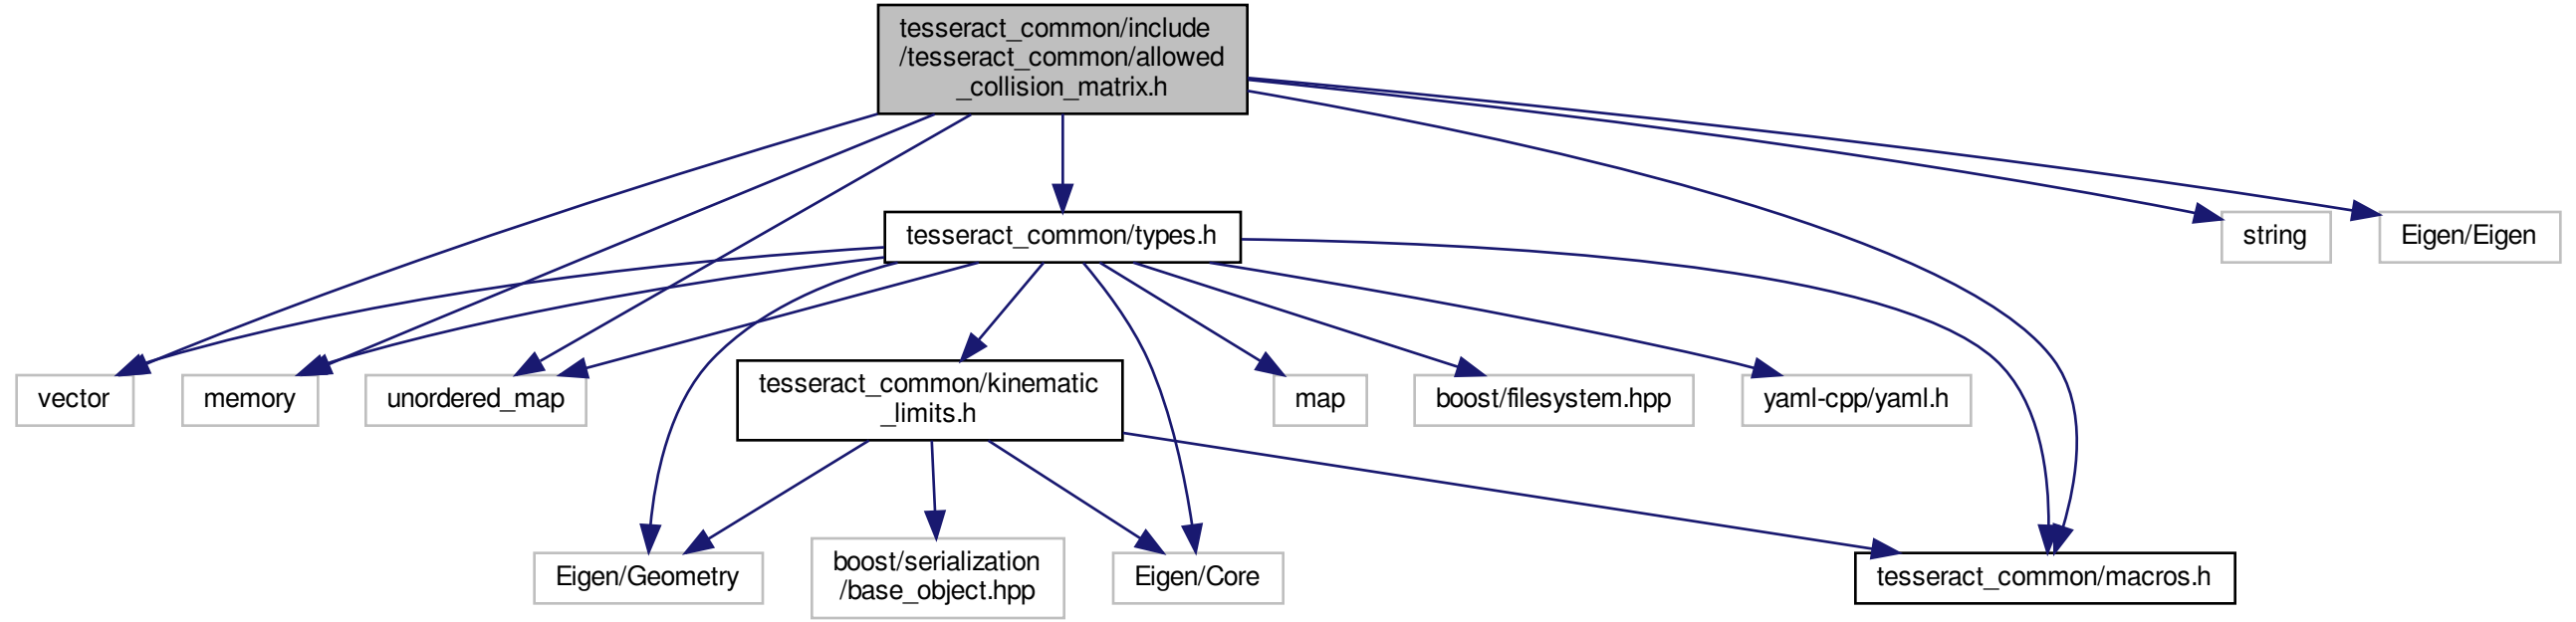 tesseract_common/include
/tesseract_common/allowed
_collision_matrix.h
tesseract_common/types.h
string
Eigen/Eigen
vector
memory
unordered_map
tesseract_common/kinematic
_limits.h
map
boost/filesystem.hpp
yaml-cpp/yaml.h
Eigen/Geometry
boost/serialization
/base_object.hpp
Eigen/Core
tesseract_common/macros.h